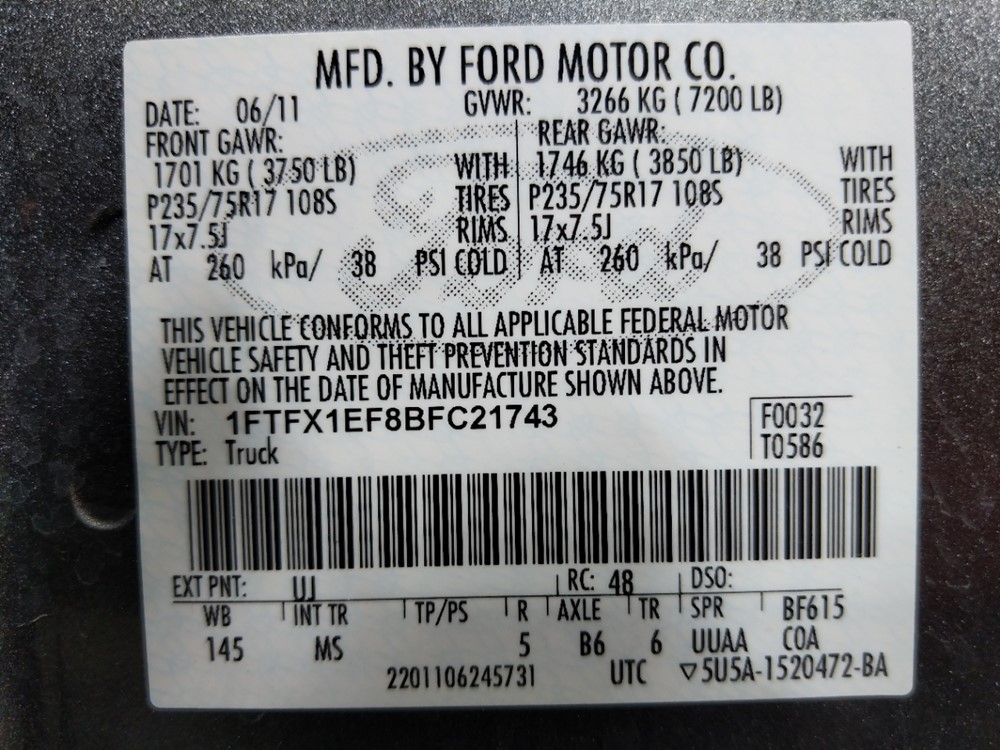 MFD. BY FORD MOTOR CO.
DATE: 06/11 GVWR: 3266 KG ( 7200 LB)
FRONT GAWR: REAR GAWR:
1701 KG ( 3750 LB) WITH 1746 KG ( 3850 LB) WITH
P235/75R17 108S TIRES P235/75R17 108S TIRES
17x7.5J RIMS 17x7.5J RIMS
AT 260 kPa/ 38 PSI COLD AT 260 kPa/ 38 PSI COLD
Ford
THIS VEHICLE CONFORMS TO ALL APPLICABLE FEDERAL MOTOR
VEHICLE SAFETY AND THEFT PREVENTION STANDARDS IN
EFFECT ON THE DATE OF MANUFACTURE SHOWN ABOVE.
VIN: 1FTFX1EF8BFC21743 F0032
TYPE: Truck T0586
EXT PNT: UJ RC: 48 DSO:
WB INT TR TP/PS R AXLE TR SPR BF615
145 MS 5 B6 6 UUAA COA
2201106245731 UTC ▽5U5A-1520472-BA